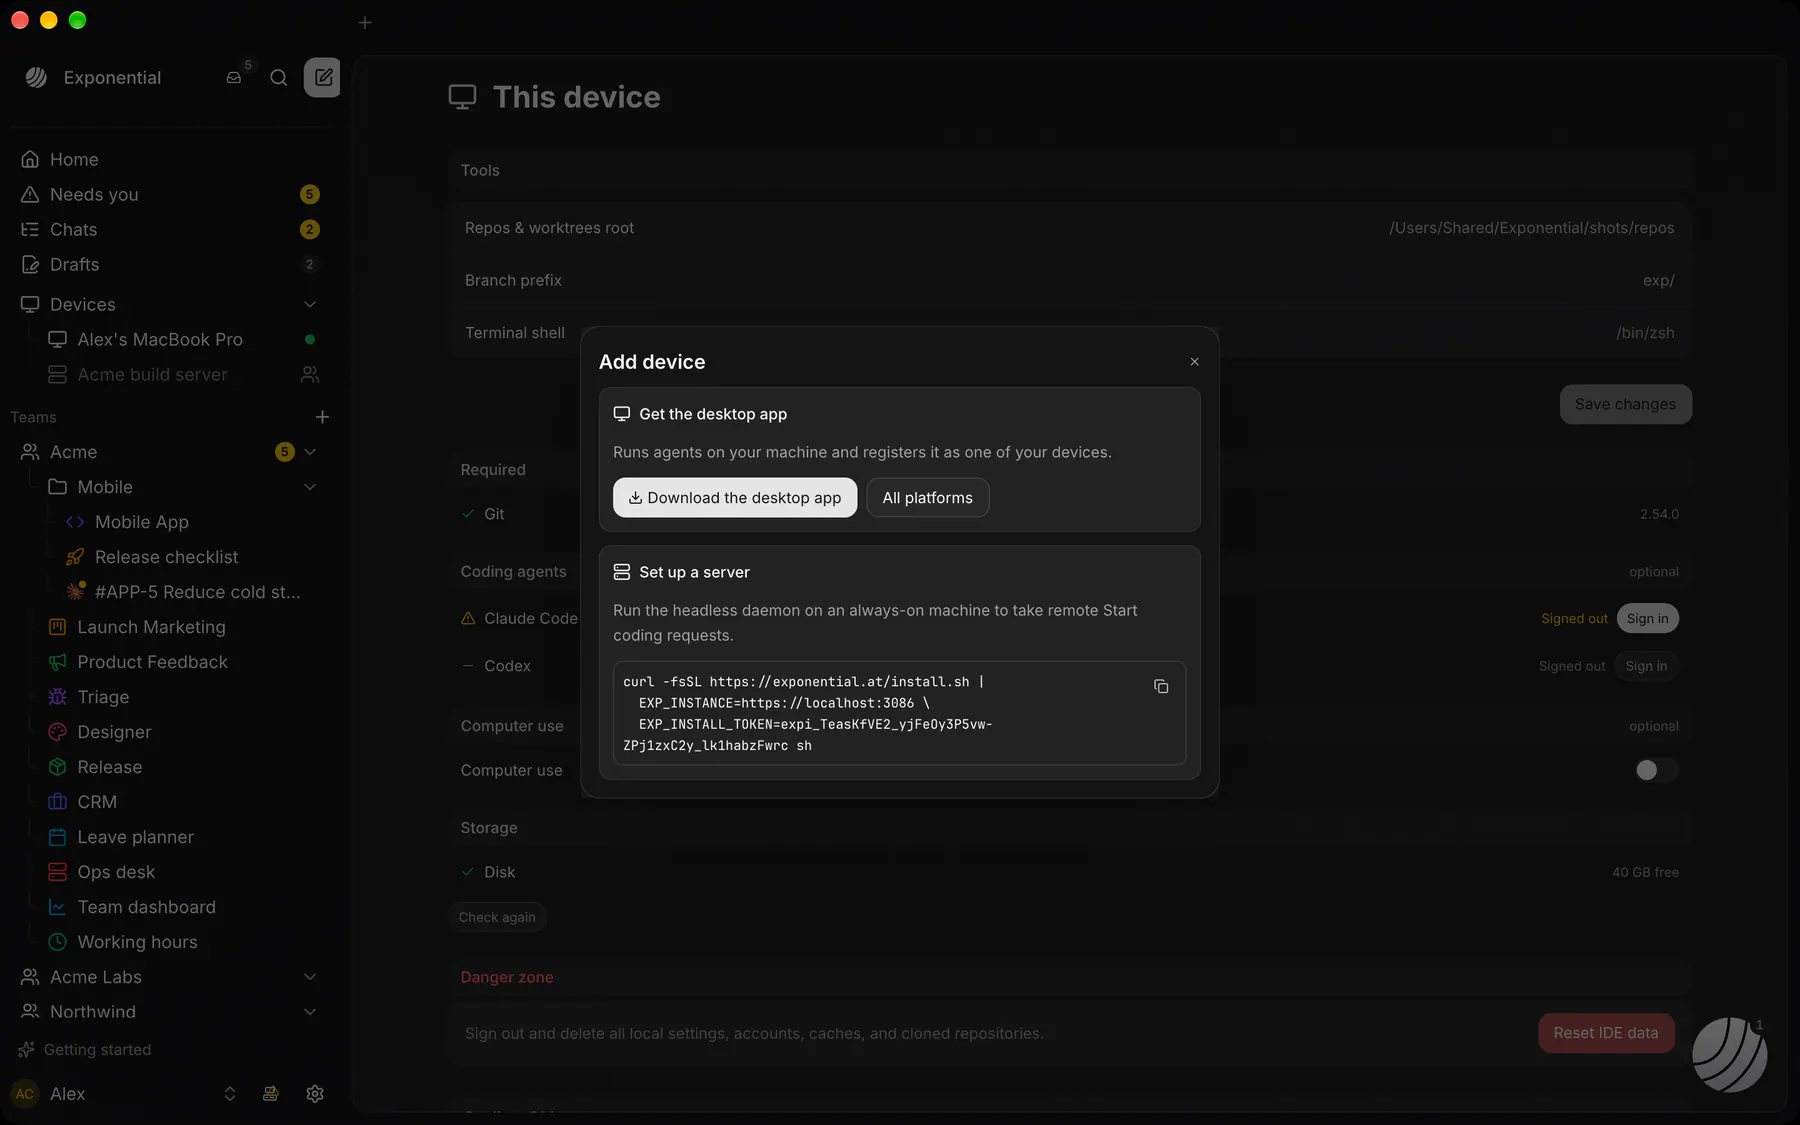 Exponential
5
This device
Home
Needs you
5
Chats
2
Drafts
2
Devices
Alex's MacBook Pro
Acme build server
Teams
Acme
5
Mobile
Mobile App
Release checklist
#APP-5 Reduce cold st...
Launch Marketing
Product Feedback
Triage
Designer
Release
CRM
Leave planner
Ops desk
Team dashboard
Working hours
Acme Labs
Northwind
Getting started
AC
Alex
Tools
Repos & worktrees root
/Users/Shared/Exponential/shots/repos
Branch prefix
exp/
Terminal shell
/bin/zsh
Save changes
Required
Git
2.54.0
Coding agents
optional
Claude Code
Signed out
Sign in
Codex
Signed out
Sign in
Computer use
optional
Computer use
Storage
Disk
40 GB free
Check again
Danger zone
Sign out and delete all local settings, accounts, caches, and cloned repositories.
Reset IDE data
1
Add device
Get the desktop app
Runs agents on your machine and registers it as one of your devices.
Download the desktop app
All platforms
Set up a server
Run the headless daemon on an always-on machine to take remote Start
coding requests.
curl -fsSL https://exponential.at/install.sh |
EXP_INSTANCE=https://localhost:3086 \
EXP_INSTALL_TOKEN=expi_TeasKfVE2_yjFeOy3P5vw-
ZPj1zxC2y_lk1habzFwrc sh